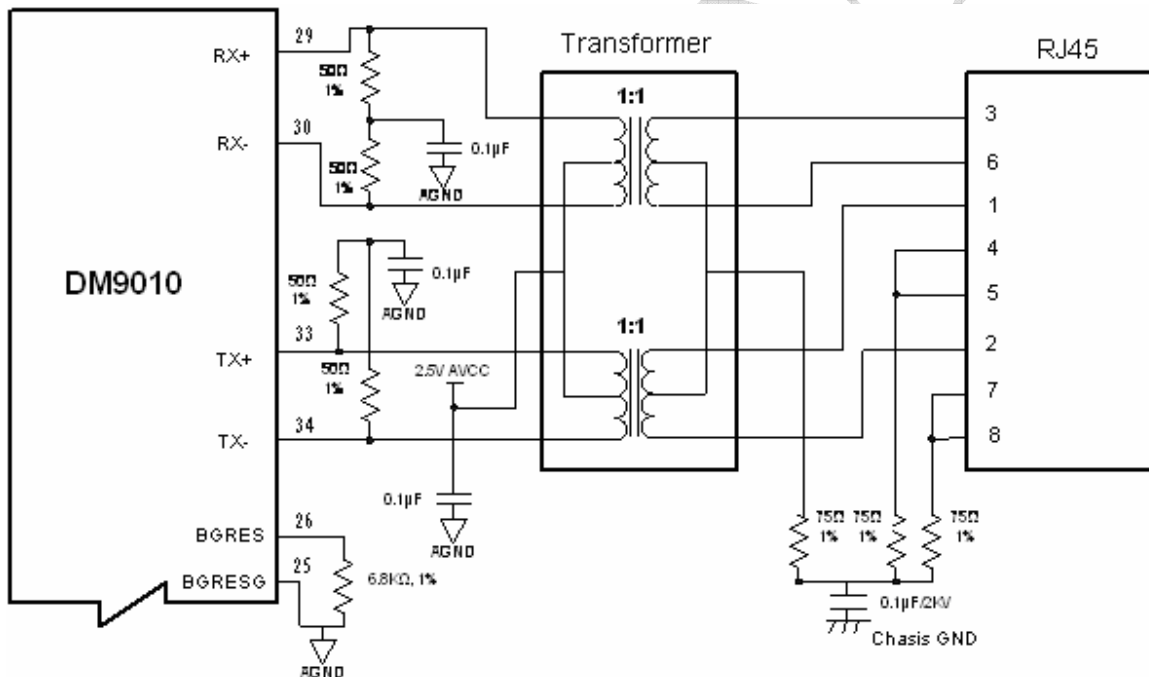 Transformer
RJ45
29
RX+
50Ω
1%
1:1
3
30
RX-
0.1µF
50Ω
1%
AGND
6
1
DM9010
50Ω
1%
0.1µF
AGND
4
5
1:1
33
TX+
50Ω
1%
2.5V AVCC
2
7
34
TX-
8
0.1µF
AGND
26
BGRES
25
BGRESG
6.8KΩ, 1%
AGND
75Ω
1%
75Ω
1%
75Ω
1%
0.1µF/2KV
Chasis GND